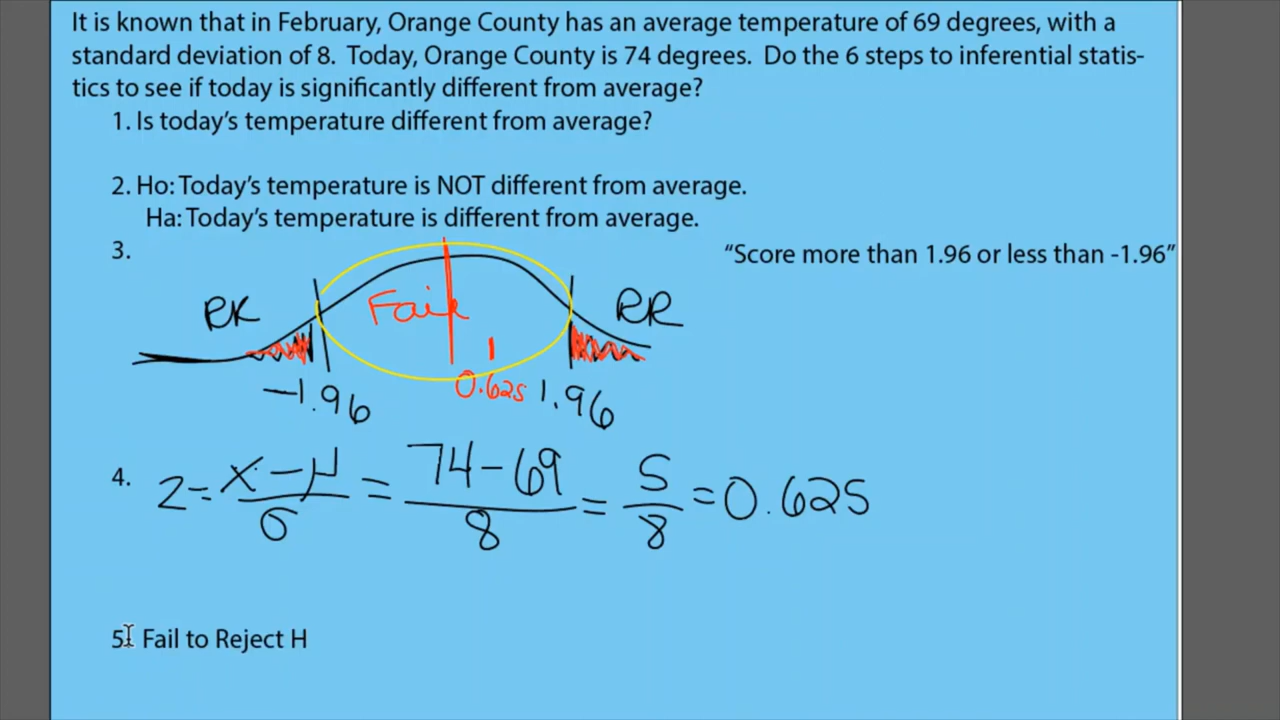 It is known that in February, Orange County has an average temperature of 69 degrees, with a
standard deviation of 8. Today, Orange County is 74 degrees. Do the 6 steps to inferential statis-
tics to see if today is significantly different from average?
1. Is today's temperature different from average?
2. Ho: Today's temperature is NOT different from average.
Ha: Today's temperature is different from average.
3.
“Score more than 1.96 or less than -1.96”
RR Fail RR
-1.96 0.625 1.96
4. z = x-μ / σ = 74-69 / 8 = 5/8 = 0.625
5. Fail to Reject H